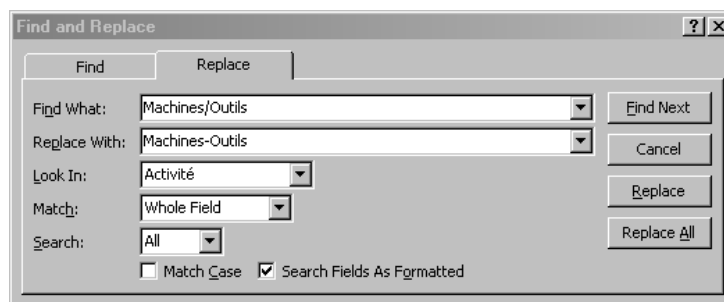 Find and Replace
Find Replace
Find What: Machines/Outils Find Next
Replace With: Machines-Outils Cancel
Look In: Activité
Match: Whole Field Replace
Search: All Replace All
Match Case Search Fields As Formatted